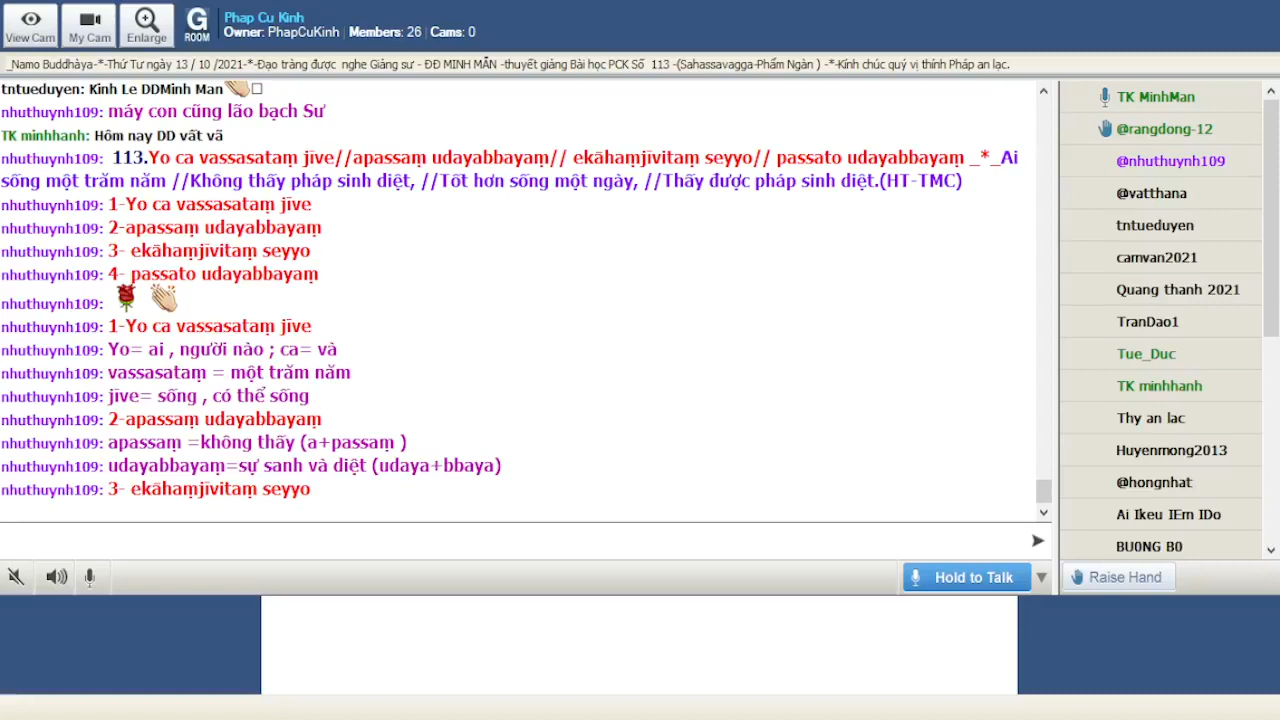 View Cam
My Cam
Enlarge
G
ROOM
Phap Cu Kinh
Owner: PhapCuKinh | Members: 26 | Cams: 0
_Namo Buddhàya-*-Thứ Tư ngày 13 / 10 /2021-*-Đạo tràng được nghe Giảng sư - ĐĐ MINH MẪN -thuyết giảng Bài học PCK Số 113 -(Sahassavagga-Phẩm Ngàn ) -*-Kính chúc quý vị thính Pháp an lạc.
tntueduyen: Kinh Le DDMinh Man
nhuthuynh109: máy con cũng lão bạch Sư
TK minhhanh: Hôm nay DD vất vã
nhuthuynh109: 113.Yo ca vassasataṃ jīve//apassaṃ udayabbayaṃ// ekāhaṃjīvitaṃ seyyo// passato udayabbayaṃ _*_Ai
sống một trăm năm //Không thấy pháp sinh diệt, //Tốt hơn sống một ngày, //Thấy được pháp sinh diệt.(HT-TMC)
nhuthuynh109: 1-Yo ca vassasataṃ jīve
nhuthuynh109: 2-apassaṃ udayabbayaṃ
nhuthuynh109: 3- ekāhaṃjīvitaṃ seyyo
nhuthuynh109: 4- passato udayabbayaṃ
nhuthuynh109:
nhuthuynh109: 1-Yo ca vassasataṃ jīve
nhuthuynh109: Yo= ai , người nào ; ca= và
nhuthuynh109: vassasataṃ = một trăm năm
nhuthuynh109: jīve= sống , có thể sống
nhuthuynh109: 2-apassaṃ udayabbayaṃ
nhuthuynh109: apassaṃ =không thấy (a+passaṃ )
nhuthuynh109: udayabbayaṃ=sự sanh và diệt (udaya+bbaya)
nhuthuynh109: 3- ekāhaṃjīvitaṃ seyyo
Hold to Talk
TK MinhMan
@rangdong-12
@nhuthuynh109
@vatthana
tntueduyen
camvan2021
Quang thanh 2021
TranDao1
Tue_Duc
TK minhhanh
Thy an lac
Huyenmong2013
@hongnhat
Ai Ikeu IEm IDo
BU0NG B0
Raise Hand